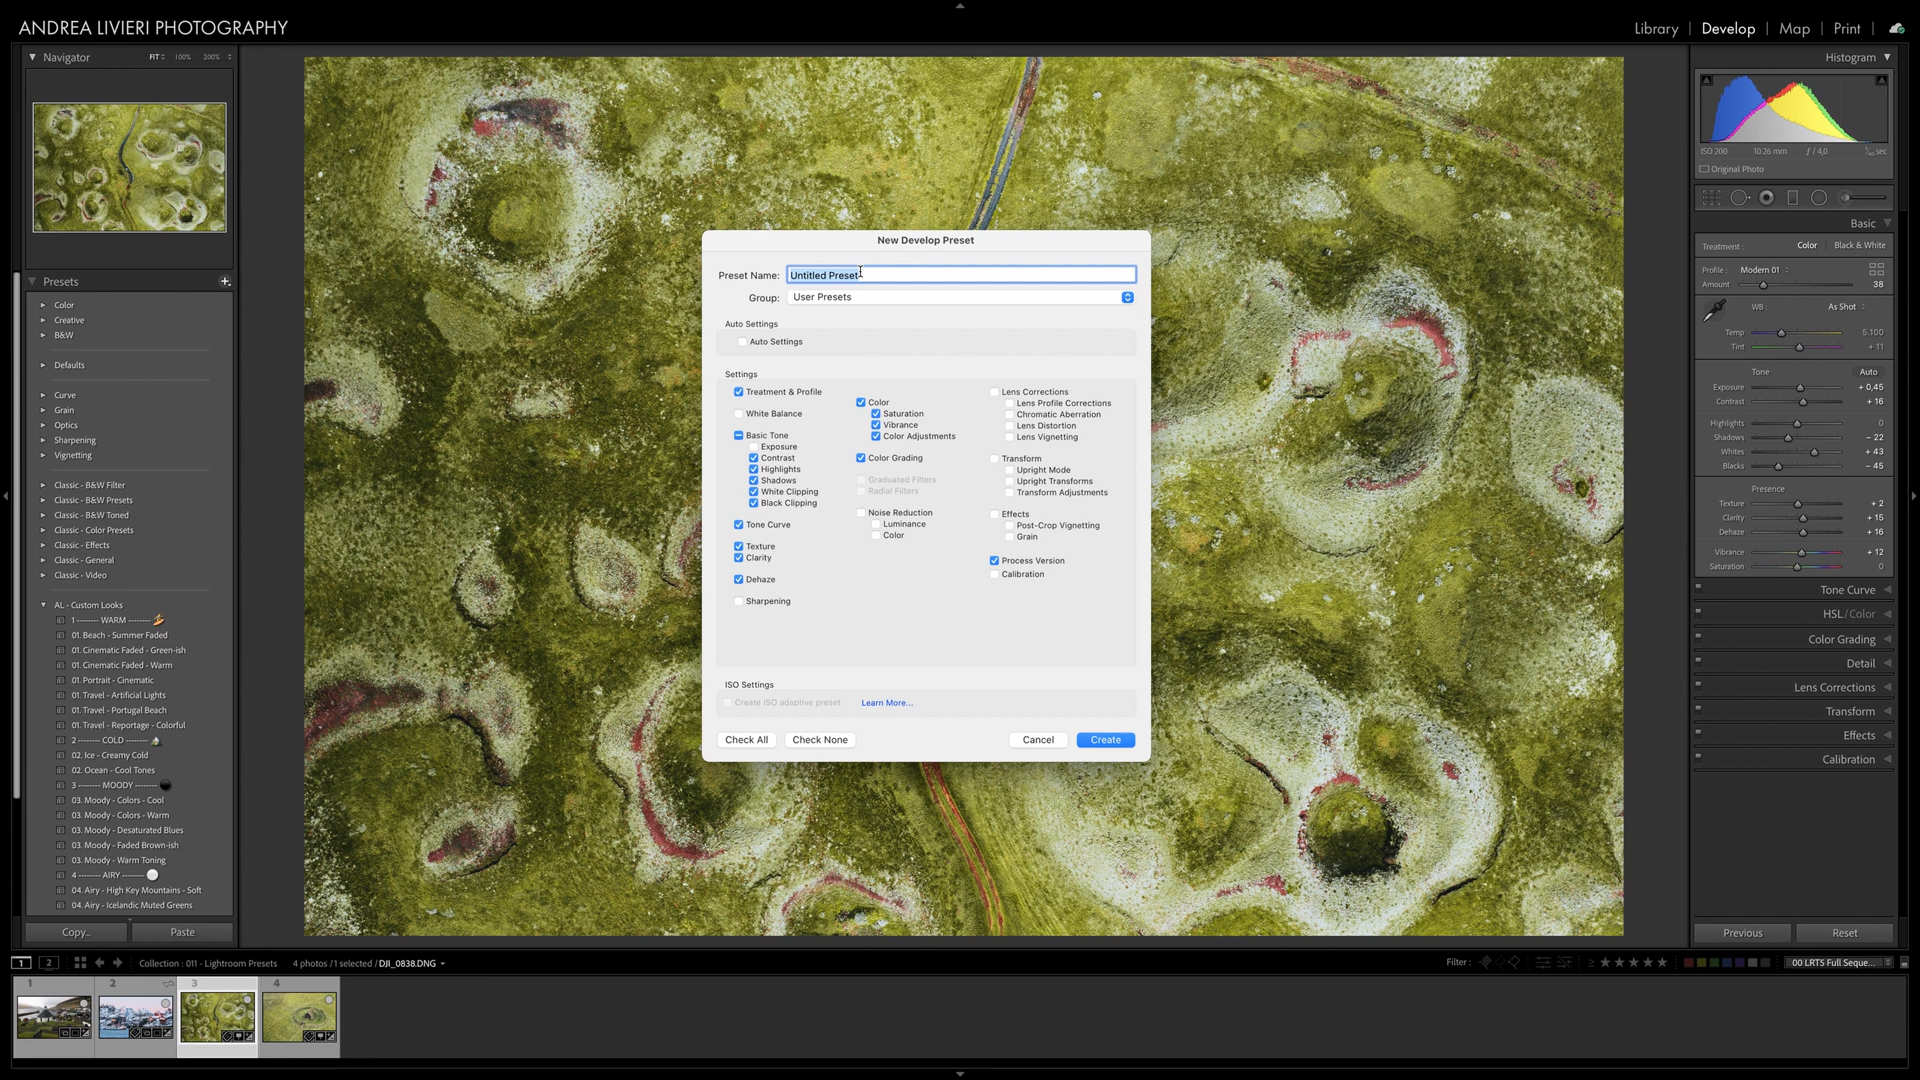 ANDREA LIVIERI PHOTOGRAPHY
Library | Develop | Map | Print
Navigator FIT 100% 200%
Histogram
ISO 200 10.26 mm ƒ / 4,0 sec
Original Photo
Basic
Treatment : Color Black & White
Profile : Modern 01
Amount 38
WB : As Shot
Temp 5.100
Tint + 11
Tone Auto
Exposure + 0,45
Contrast + 16
Highlights 0
Shadows – 22
Whites + 43
Blacks – 45
Presence
Texture + 2
Clarity + 15
Dehaze + 16
Vibrance + 12
Saturation 0
Tone Curve
HSL / Color
Color Grading
Detail
Lens Corrections
Transform
Effects
Calibration
Previous Reset
Presets +
Color
Creative
B&W
Defaults
Curve
Grain
Optics
Sharpening
Vignetting
Classic - B&W Filter
Classic - B&W Presets
Classic - B&W Toned
Classic - Color Presets
Classic - Effects
Classic - General
Classic - Video
AL - Custom Looks
1 -------- WARM --------
01. Beach - Summer Faded
01. Cinematic Faded - Green-ish
01. Cinematic Faded - Warm
01. Portrait - Cinematic
01. Travel - Artificial Lights
01. Travel - Portugal Beach
01. Travel - Reportage - Colorful
2 -------- COLD --------
02. Ice - Creamy Cold
02. Ocean - Cool Tones
3 -------- MOODY --------
03. Moody - Colors - Cool
03. Moody - Colors - Warm
03. Moody - Desaturated Blues
03. Moody - Faded Brown-ish
03. Moody - Warm Toning
4 -------- AIRY --------
04. Airy - High Key Mountains - Soft
04. Airy - Icelandic Muted Greens
Copy... Paste
New Develop Preset
Preset Name: Untitled Preset
Group: User Presets
Auto Settings
Auto Settings
Settings
Treatment & Profile
White Balance
Basic Tone
Exposure
Contrast
Highlights
Shadows
White Clipping
Black Clipping
Tone Curve
Texture
Clarity
Dehaze
Sharpening
Color
Saturation
Vibrance
Color Adjustments
Color Grading
Graduated Filters
Radial Filters
Noise Reduction
Luminance
Color
Lens Corrections
Lens Profile Corrections
Chromatic Aberration
Lens Distortion
Lens Vignetting
Transform
Upright Mode
Upright Transforms
Transform Adjustments
Effects
Post-Crop Vignetting
Grain
Process Version
Calibration
ISO Settings
Create ISO adaptive preset Learn More...
Check All Check None Cancel Create
1 2 Collection : 011 - Lightroom Presets 4 photos / 1 selected / DJI_0838.DNG
Filter : ≥ ★ ★ ★ ★ ★ 00 LRT5 Full Seque...
1 2 3 4